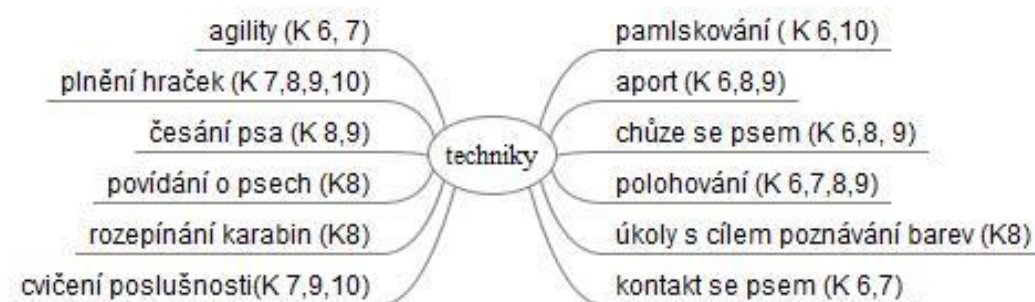 agility (K 6, 7)
plnění hraček (K 7,8,9,10)
česání psa (K 8,9)
povídání o psech (K8)
rozepínání karabin (K8)
cvičení poslušnosti(K 7,9,10)
techniky
pamlskování ( K 6,10)
aport (K 6,8,9)
chůze se psem (K 6,8, 9)
polohování (K 6,7,8,9)
úkoly s cílem poznávání barev (K8)
kontakt se psem (K 6,7)